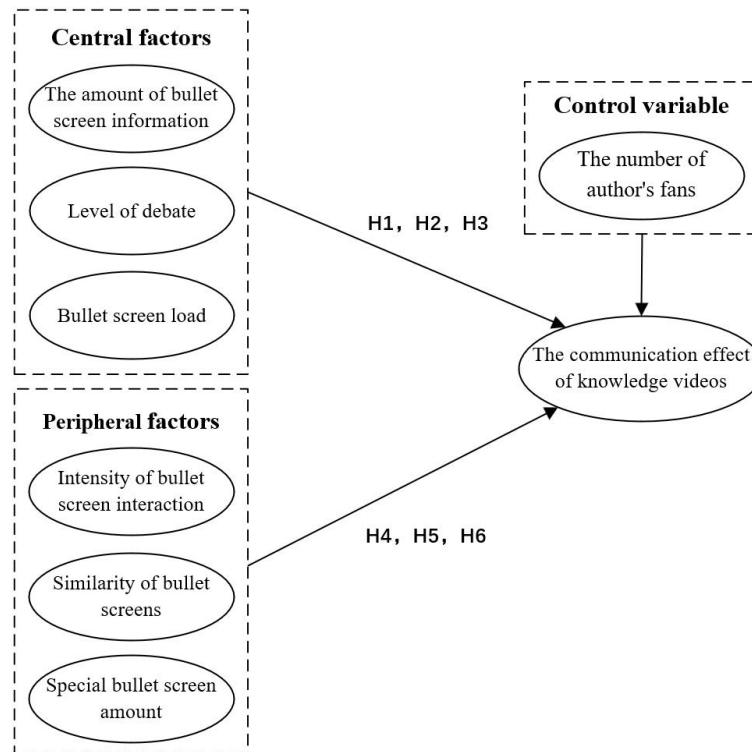 Central factors
The amount of bullet
screen information
Level of debate
Bullet screen load
Peripheral factors
Intensity of bullet
screen interaction
Similarity of bullet
screens
Special bullet screen
amount
H1, H2, H3
H4, H5, H6
Control variable
The number of
author's fans
The communication effect
of knowledge videos